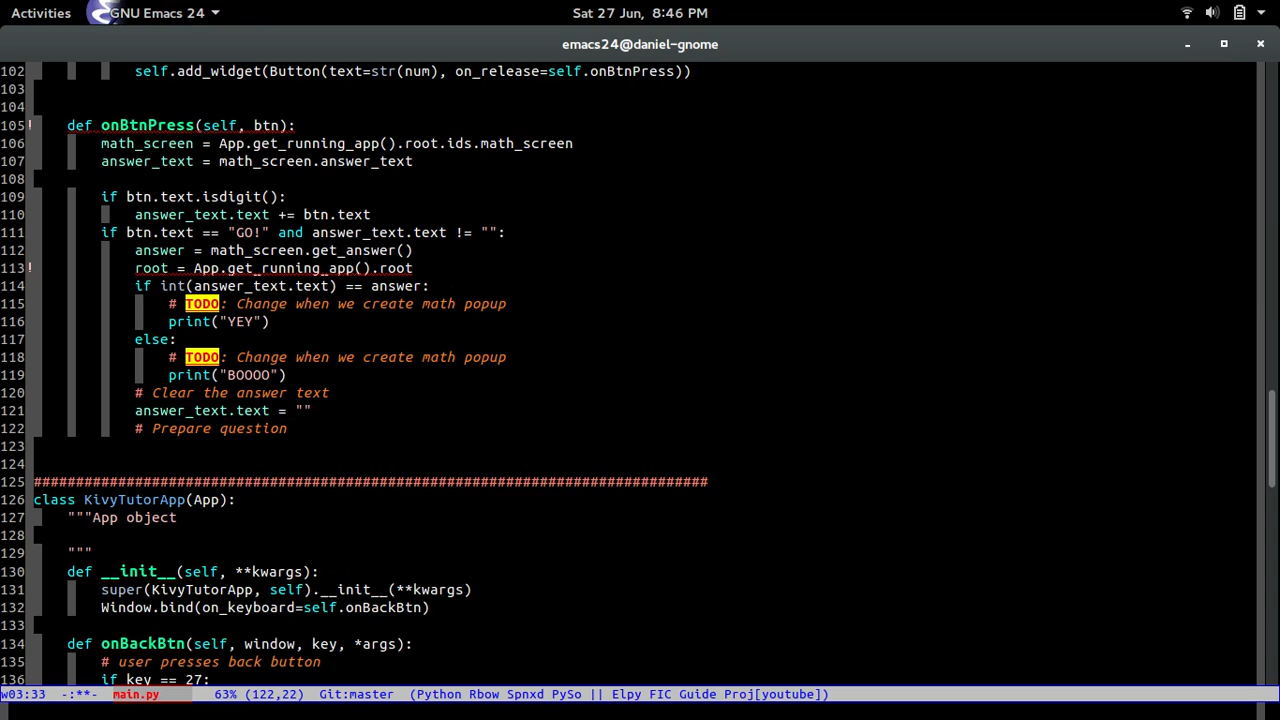 Activities GNU Emacs 24 Sat 27 Jun, 8:46 PM
emacs24@daniel-gnome
102 self.add_widget(Button(text=str(num), on_release=self.onBtnPress))
103
104
105 ! def onBtnPress(self, btn):
106 math_screen = App.get_running_app().root.ids.math_screen
107 answer_text = math_screen.answer_text
108
109 if btn.text.isdigit():
110 answer_text.text += btn.text
111 if btn.text == "GO!" and answer_text.text != "":
112 answer = math_screen.get_answer()
113 ! root = App.get_running_app().root
114 if int(answer_text.text) == answer:
115 # TODO: Change when we create math popup
116 print("YEY")
117 else:
118 # TODO: Change when we create math popup
119 print("BOOOO")
120 # Clear the answer text
121 answer_text.text = ""
122 # Prepare question
123
124
125 ################################################################################
126 class KivyTutorApp(App):
127 """App object
128
129 """
130 def __init__(self, **kwargs):
131 super(KivyTutorApp, self).__init__(**kwargs)
132 Window.bind(on_keyboard=self.onBackBtn)
133
134 def onBackBtn(self, window, key, *args):
135 # user presses back button
136 if key == 27:
w03:33 -:**- main.py 63% (122,22) Git:master (Python Rbow Spnxd PySo || Elpy FIC Guide Proj[youtube])